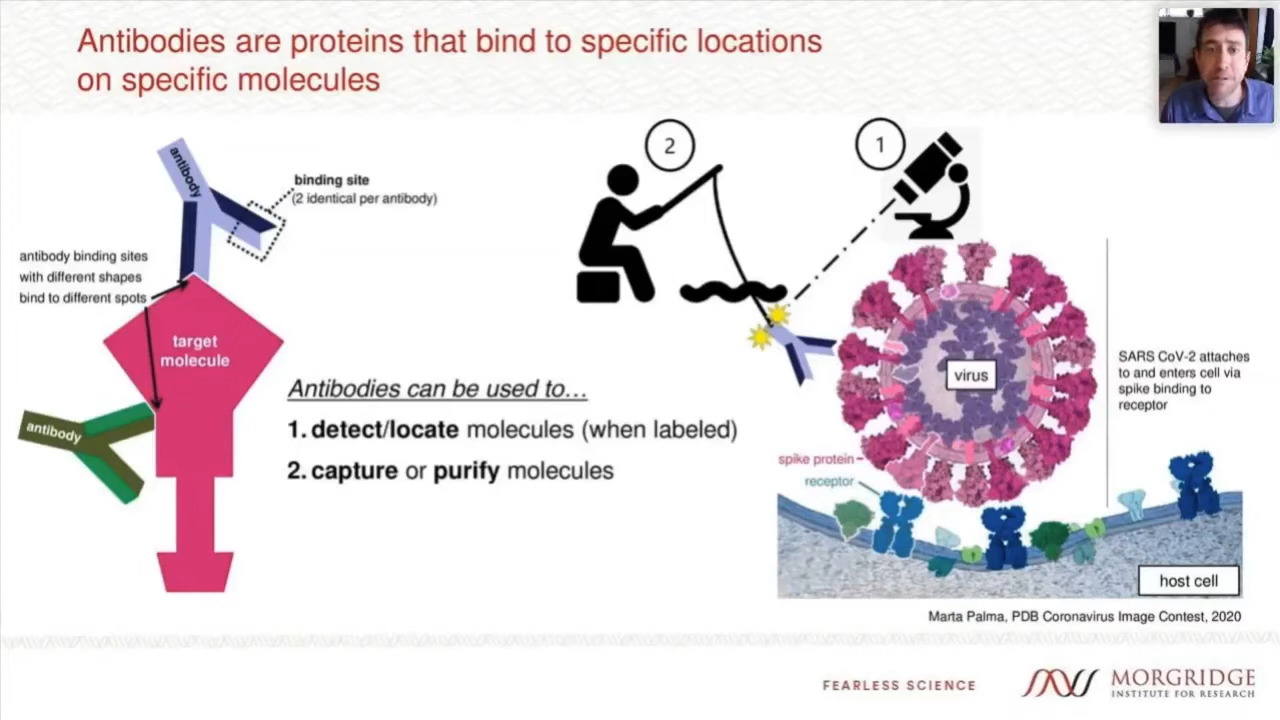 Antibodies are proteins that bind to specific locations
on specific molecules
antibody
binding site
(2 identical per antibody)
antibody binding sites
with different shapes
bind to different spots
target
molecule
antibody
Antibodies can be used to…
1. detect/locate molecules (when labeled)
2. capture or purify molecules
2
1
virus
spike protein
receptor
SARS CoV-2 attaches
to and enters cell via
spike binding to
receptor
host cell
Marta Palma, PDB Coronavirus Image Contest, 2020
FEARLESS SCIENCE
MORGRIDGE
INSTITUTE FOR RESEARCH